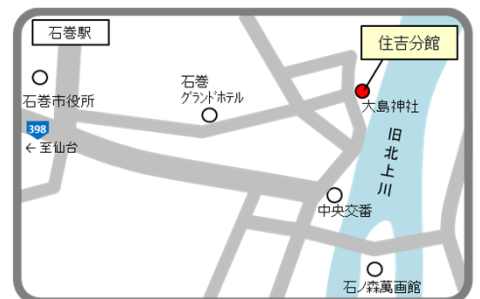 石巻駅
住吉分館
石巻市役所
石巻
グランドホテル
大島神社
398
← 至仙台
旧北上川
中央交番
石ノ森萬画館